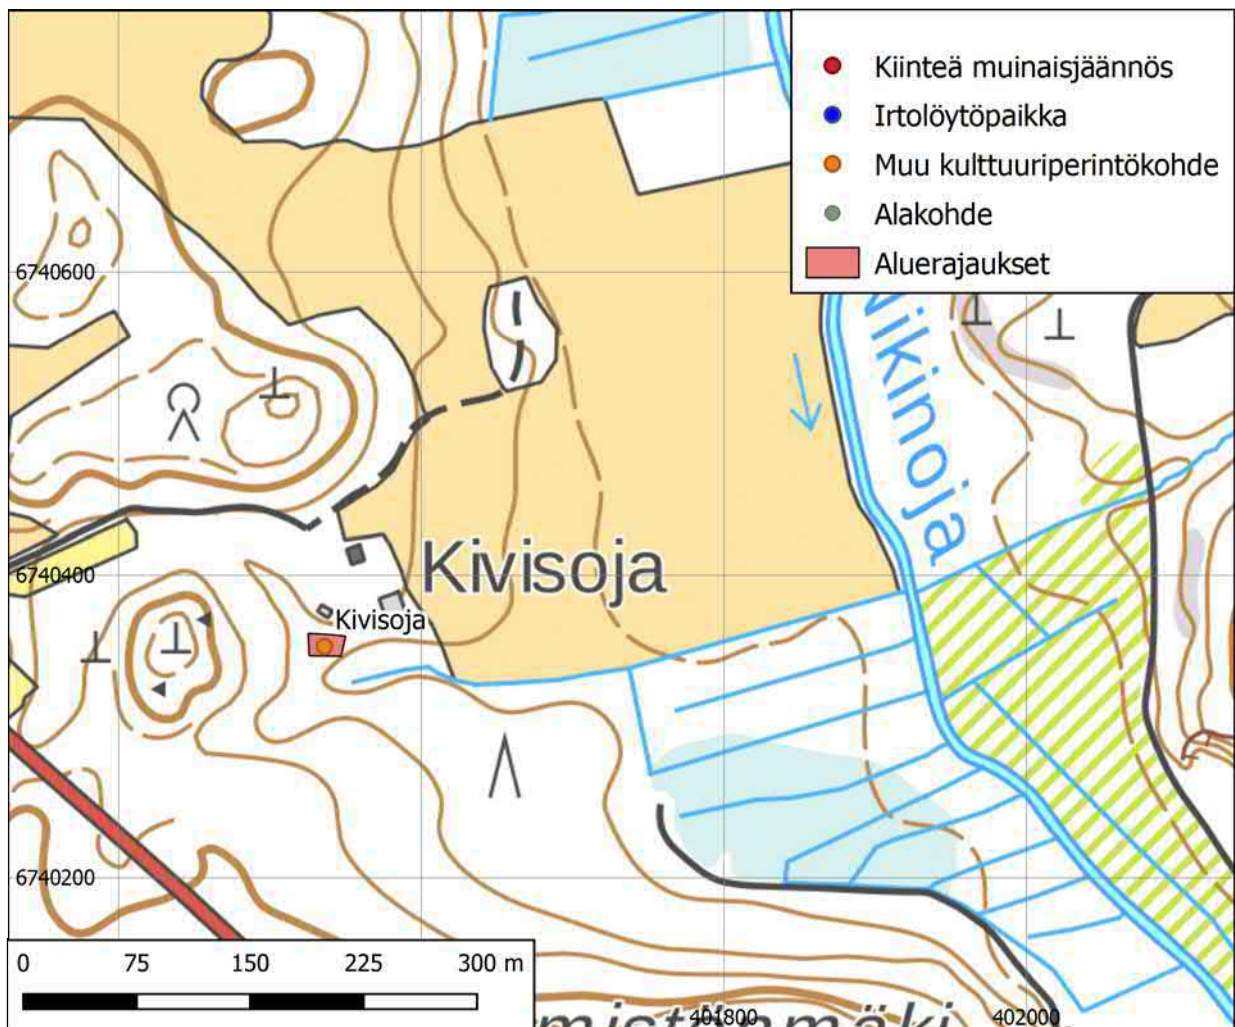 Kiinteä muinaisjäännös
Irtolöytöpaikka
Muu kulttuuriperintökohde
Alakohde
Aluerajaukset
6740600
Nikinoja
Kivisoja
6740400
Kivisoja
6740200
0 75 150 225 300 m
401800
402000